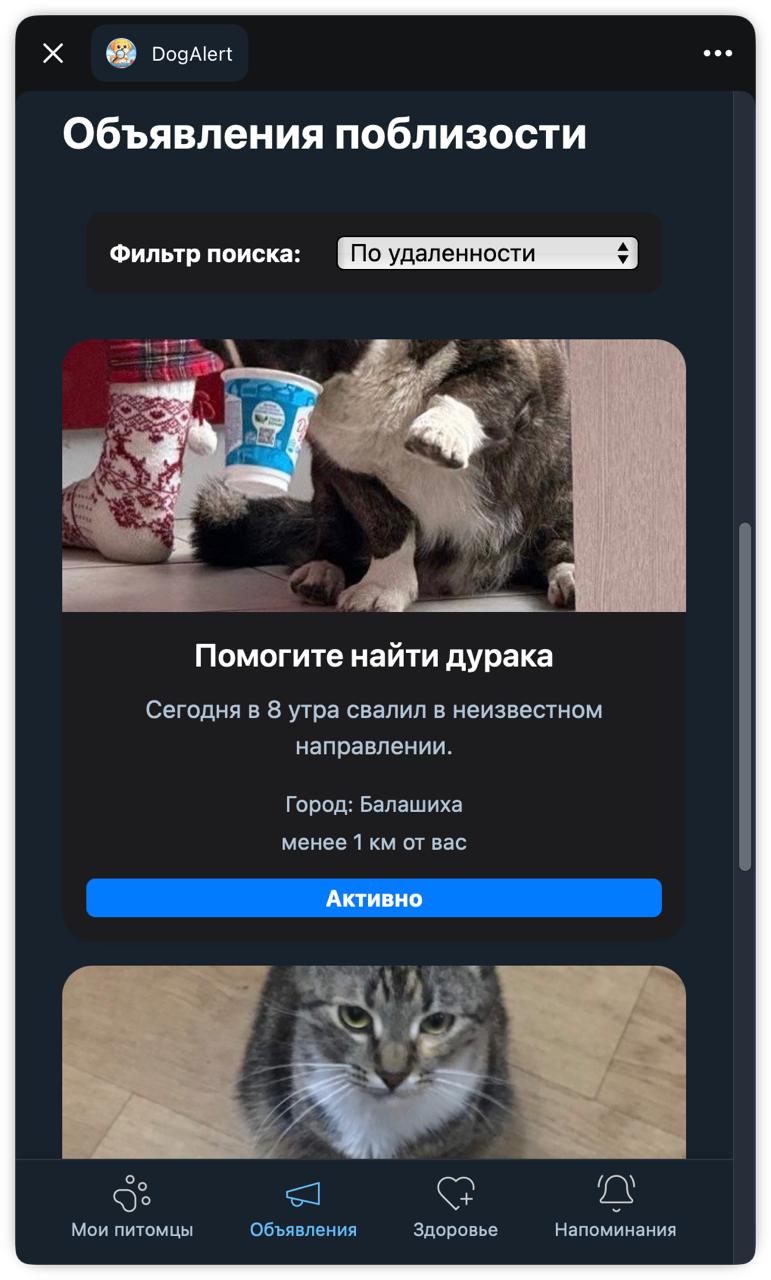 DogAlert
Объявления поблизости
Фильтр поиска: По удаленности
Помогите найти дурака
Сегодня в 8 утра свалил в неизвестном
направлении.
Город: Балашиха
менее 1 км от вас
Активно
Мои питомцы Объявления Здоровье Напоминания